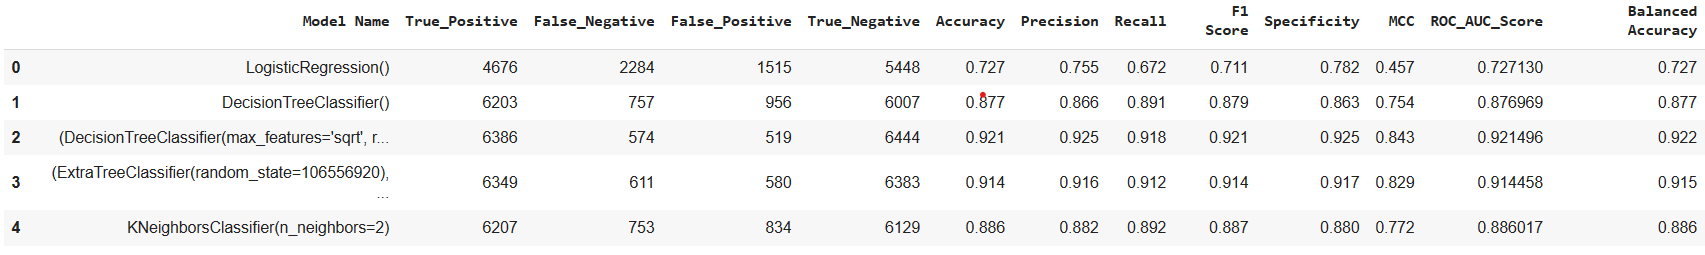 Model Name True_Positive False_Negative False_Positive True_Negative Accuracy Precision Recall F1 Score Specificity MCC ROC_AUC_Score Balanced Accuracy
0 LogisticRegression() 4676 2284 1515 5448 0.727 0.755 0.672 0.711 0.782 0.457 0.727130 0.727
1 DecisionTreeClassifier() 6203 757 956 6007 0.877 0.866 0.891 0.879 0.863 0.754 0.876969 0.877
2 (DecisionTreeClassifier(max_features='sqrt', r... 6386 574 519 6444 0.921 0.925 0.918 0.921 0.925 0.843 0.921496 0.922
3 (ExtraTreeClassifier(random_state=106556920), ... 6349 611 580 6383 0.914 0.916 0.912 0.914 0.917 0.829 0.914458 0.915
4 KNeighborsClassifier(n_neighbors=2) 6207 753 834 6129 0.886 0.882 0.892 0.887 0.880 0.772 0.886017 0.886